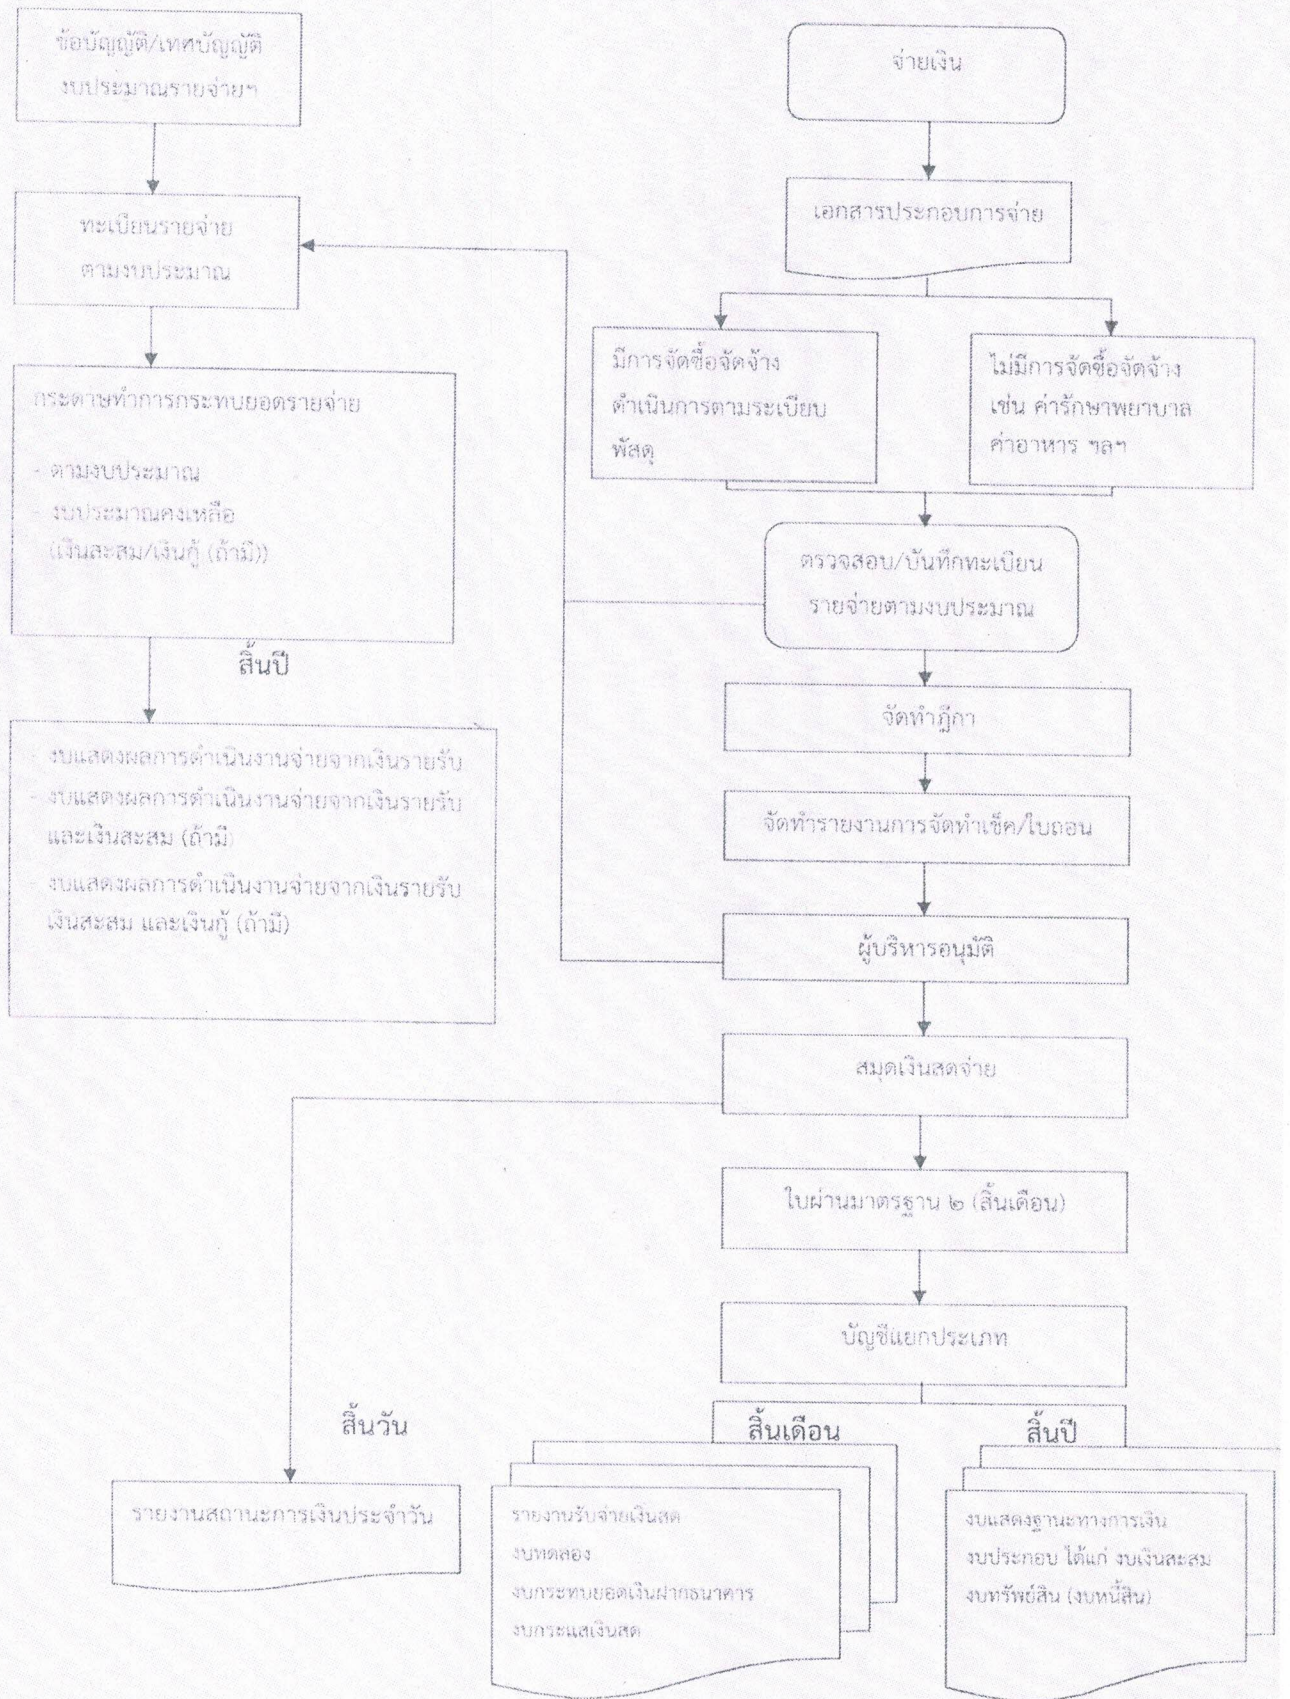 ข้อบัญญัติ/เทศบัญญัติ
งบประมาณรายจ่ายฯ
ทะเบียนรายจ่าย
ตามงบประมาณ
กระดาษทำการกระทบยอดรายจ่าย
- ตามงบประมาณ
- งบประมาณคงเหลือ
(เงินสะสม/เงินกู้ (ถ้ามี))
สิ้นปี
- งบแสดงผลการดำเนินงานจ่ายจากเงินรายรับ
- งบแสดงผลการดำเนินงานจ่ายจากเงินรายรับ
และเงินสะสม (ถ้ามี)
- งบแสดงผลการดำเนินงานจ่ายจากเงินรายรับ
เงินสะสม และเงินกู้ (ถ้ามี)
จ่ายเงิน
เอกสารประกอบการจ่าย
มีการจัดซื้อจัดจ้าง
ดำเนินการตามระเบียบ
พัสดุ
ไม่มีการจัดซื้อจัดจ้าง
เช่น ค่ารักษาพยาบาล
ค่าอาหาร ฯลฯ
ตรวจสอบ/บันทึกทะเบียน
รายจ่ายตามงบประมาณ
จัดทำฎีกา
จัดทำรายงานการจัดทำเช็ค/ใบถอน
ผู้บริหารอนุมัติ
สมุดเงินสดจ่าย
ใบผ่านมาตรฐาน ๒ (สิ้นเดือน)
บัญชีแยกประเภท
สิ้นวัน
รายงานสถานะการเงินประจำวัน
สิ้นเดือน
รายงานรับจ่ายเงินสด
งบทดลอง
งบกระทบยอดเงินฝากธนาคาร
งบกระแสเงินสด
สิ้นปี
งบแสดงฐานะทางการเงิน
งบประกอบ ได้แก่ งบเงินสะสม
งบทรัพย์สิน (งบหนี้สิน)